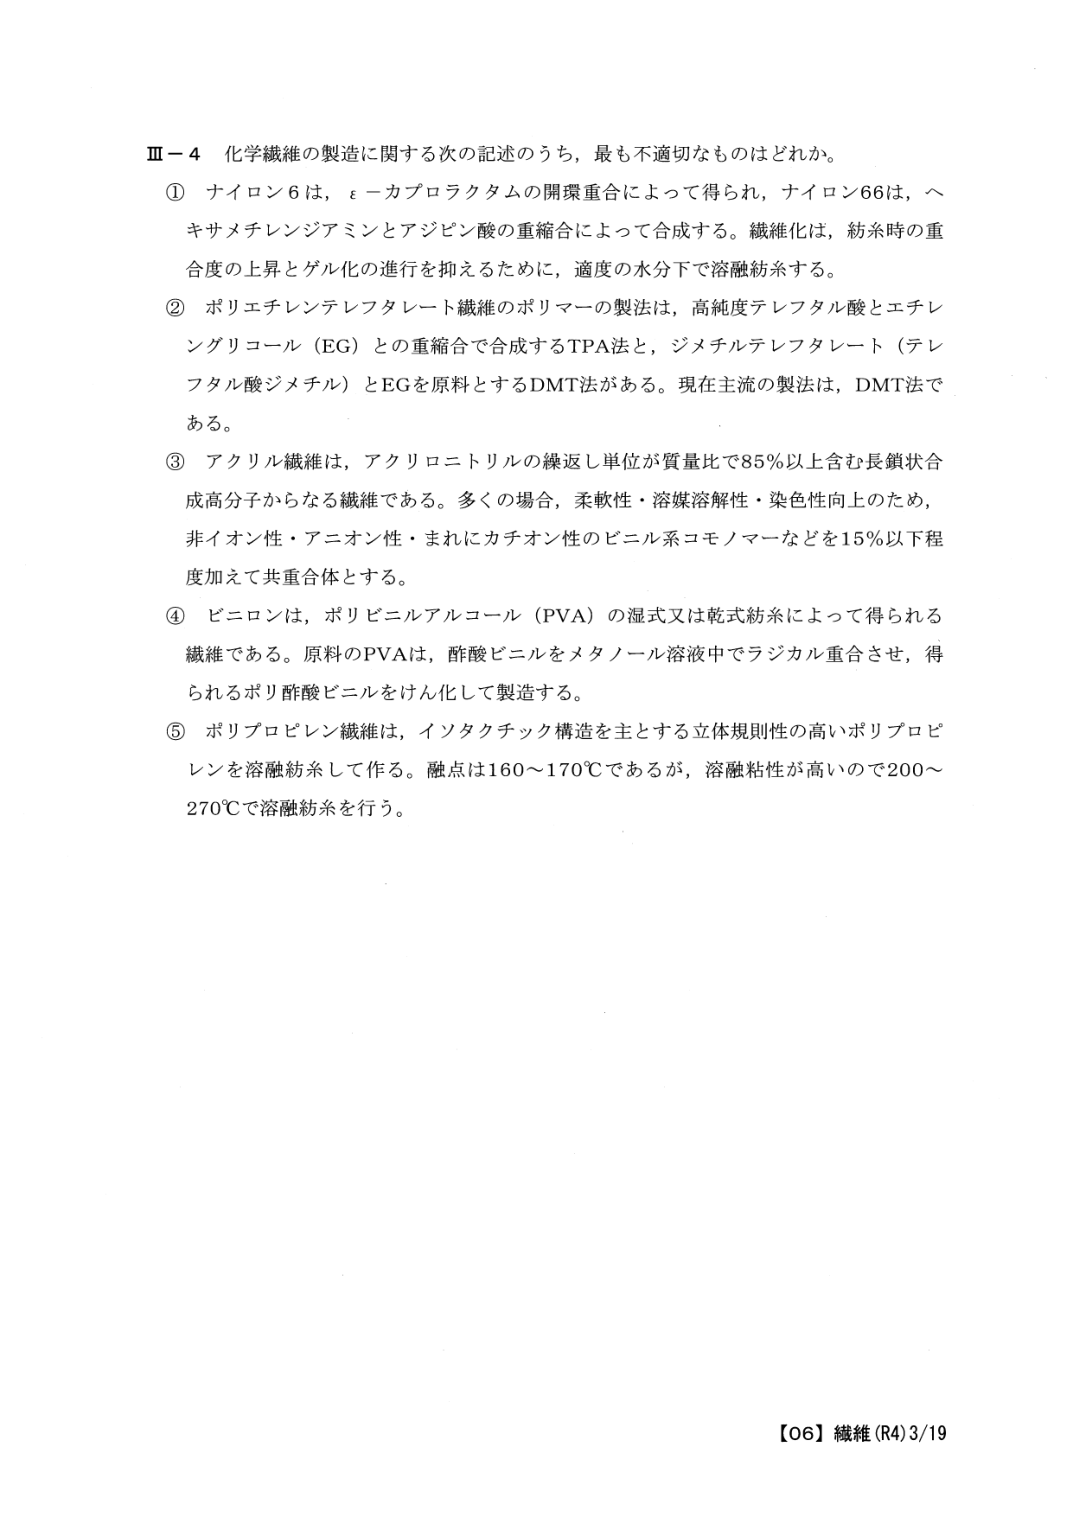 Ⅲ－4　化学繊維の製造に関する次の記述のうち，最も不適切なものはどれか。
①　ナイロン６は，ε－カプロラクタムの開環重合によって得られ，ナイロン66は，ヘ
キサメチレンジアミンとアジピン酸の重縮合によって合成する。繊維化は，紡糸時の重
合度の上昇とゲル化の進行を抑えるために，適度の水分下で溶融紡糸する。
②　ポリエチレンテレフタレート繊維のポリマーの製法は，高純度テレフタル酸とエチレ
ングリコール（EG）との重縮合で合成するTPA法と，ジメチルテレフタレート（テレ
フタル酸ジメチル）とEGを原料とするDMT法がある。現在主流の製法は，DMT法で
ある。
③　アクリル繊維は，アクリロニトリルの繰返し単位が質量比で85％以上含む長鎖状合
成高分子からなる繊維である。多くの場合，柔軟性・溶媒溶解性・染色性向上のため，
非イオン性・アニオン性・まれにカチオン性のビニル系コモノマーなどを15％以下程
度加えて共重合体とする。
④　ビニロンは，ポリビニルアルコール（PVA）の湿式又は乾式紡糸によって得られる
繊維である。原料のPVAは，酢酸ビニルをメタノール溶液中でラジカル重合させ，得
られるポリ酢酸ビニルをけん化して製造する。
⑤　ポリプロピレン繊維は，イソタクチック構造を主とする立体規則性の高いポリプロピ
レンを溶融紡糸して作る。融点は160～170℃であるが，溶融粘性が高いので200～
270℃で溶融紡糸を行う。
【06】繊維(R4)3/19